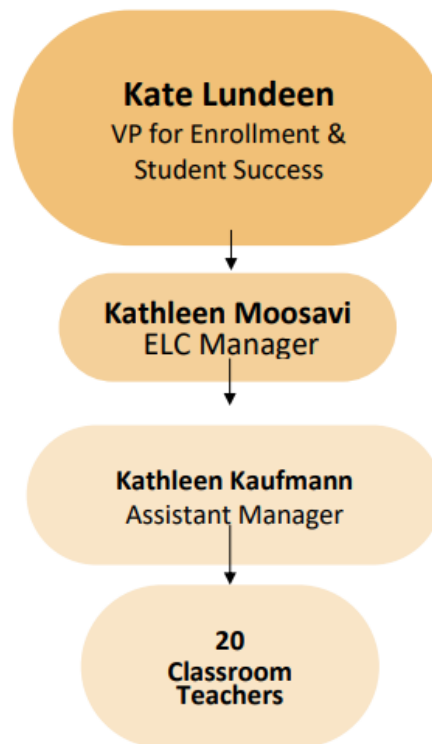 Kate Lundeen
VP for Enrollment &
Student Success
Kathleen Moosavi
ELC Manager
Kathleen Kaufmann
Assistant Manager
20
Classroom
Teachers